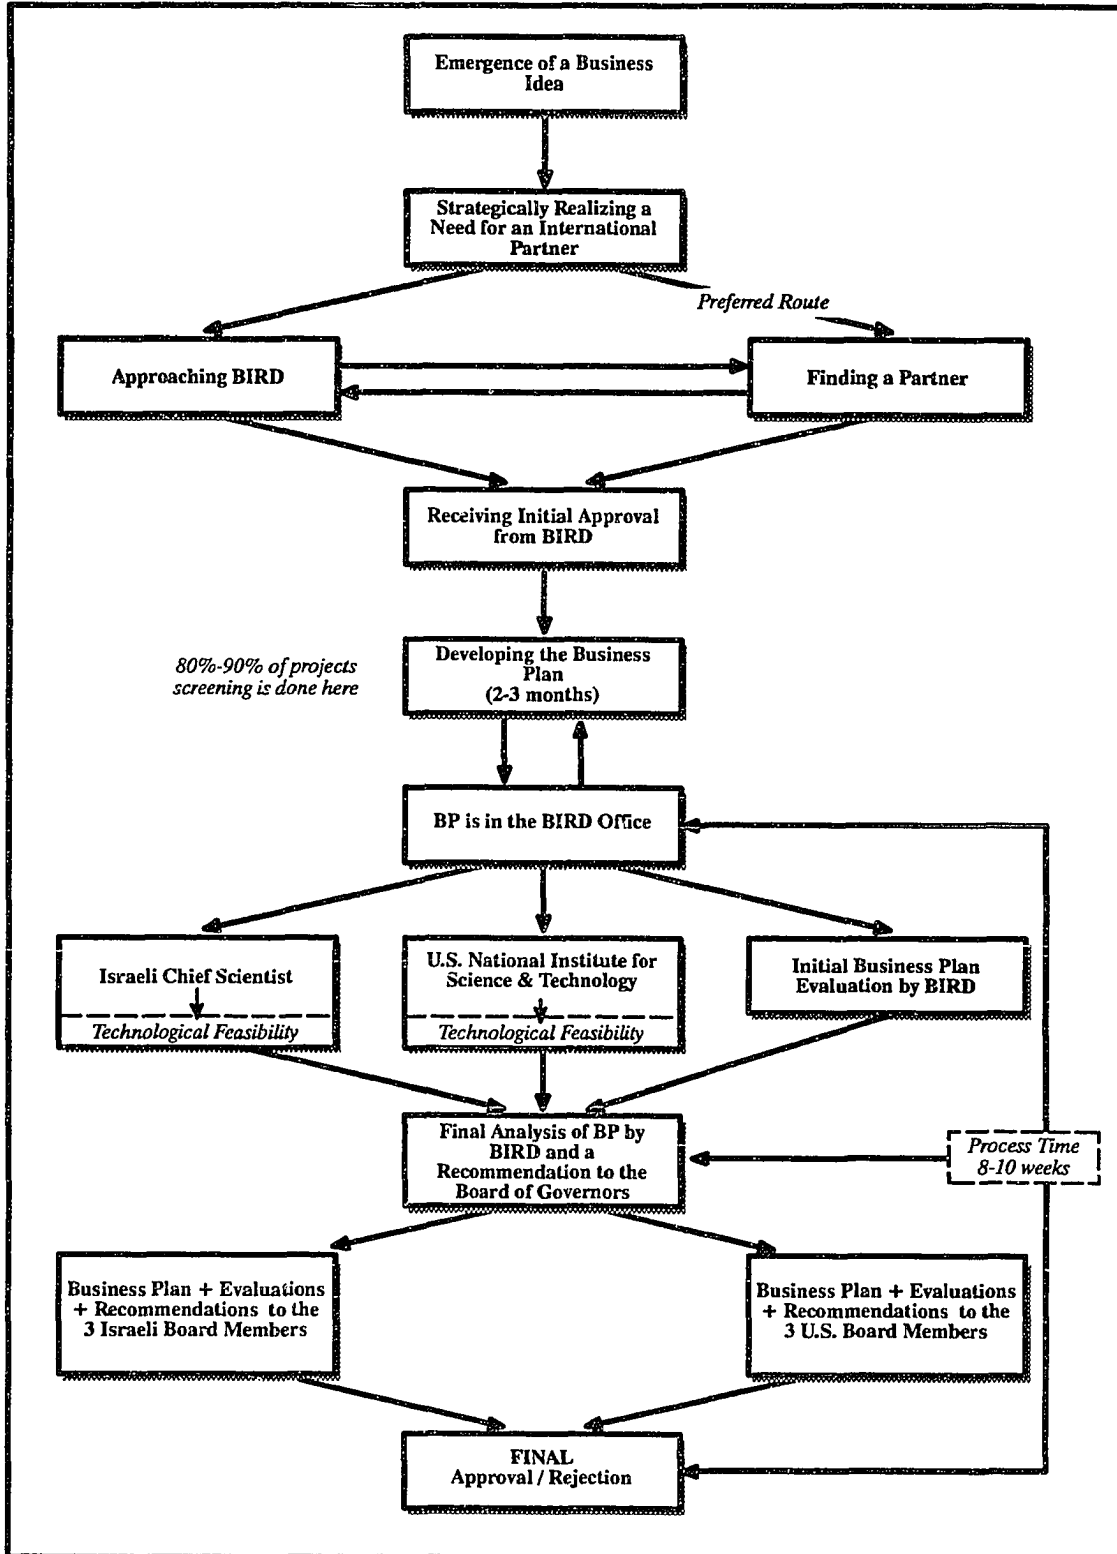 Emergence of a Business
Idea
Strategically Realizing a
Need for an International
Partner
Preferred Route
Approaching BIRD
Finding a Partner
Receiving Initial Approval
from BIRD
80%-90% of projects
screening is done here
Developing the Business
Plan
(2-3 months)
BP is in the BIRD Office
Israeli Chief Scientist
Technological Feasibility
U.S. National Institute for
Science & Technology
Technological Feasibility
Initial Business Plan
Evaluation by BIRD
Final Analysis of BP by
BIRD and a
Recommendation to the
Board of Governors
Process Time
8-10 weeks
Business Plan + Evaluations
+ Recommendations to the
3 Israeli Board Members
Business Plan + Evaluations
+ Recommendations to the
3 U.S. Board Members
FINAL
Approval / Rejection